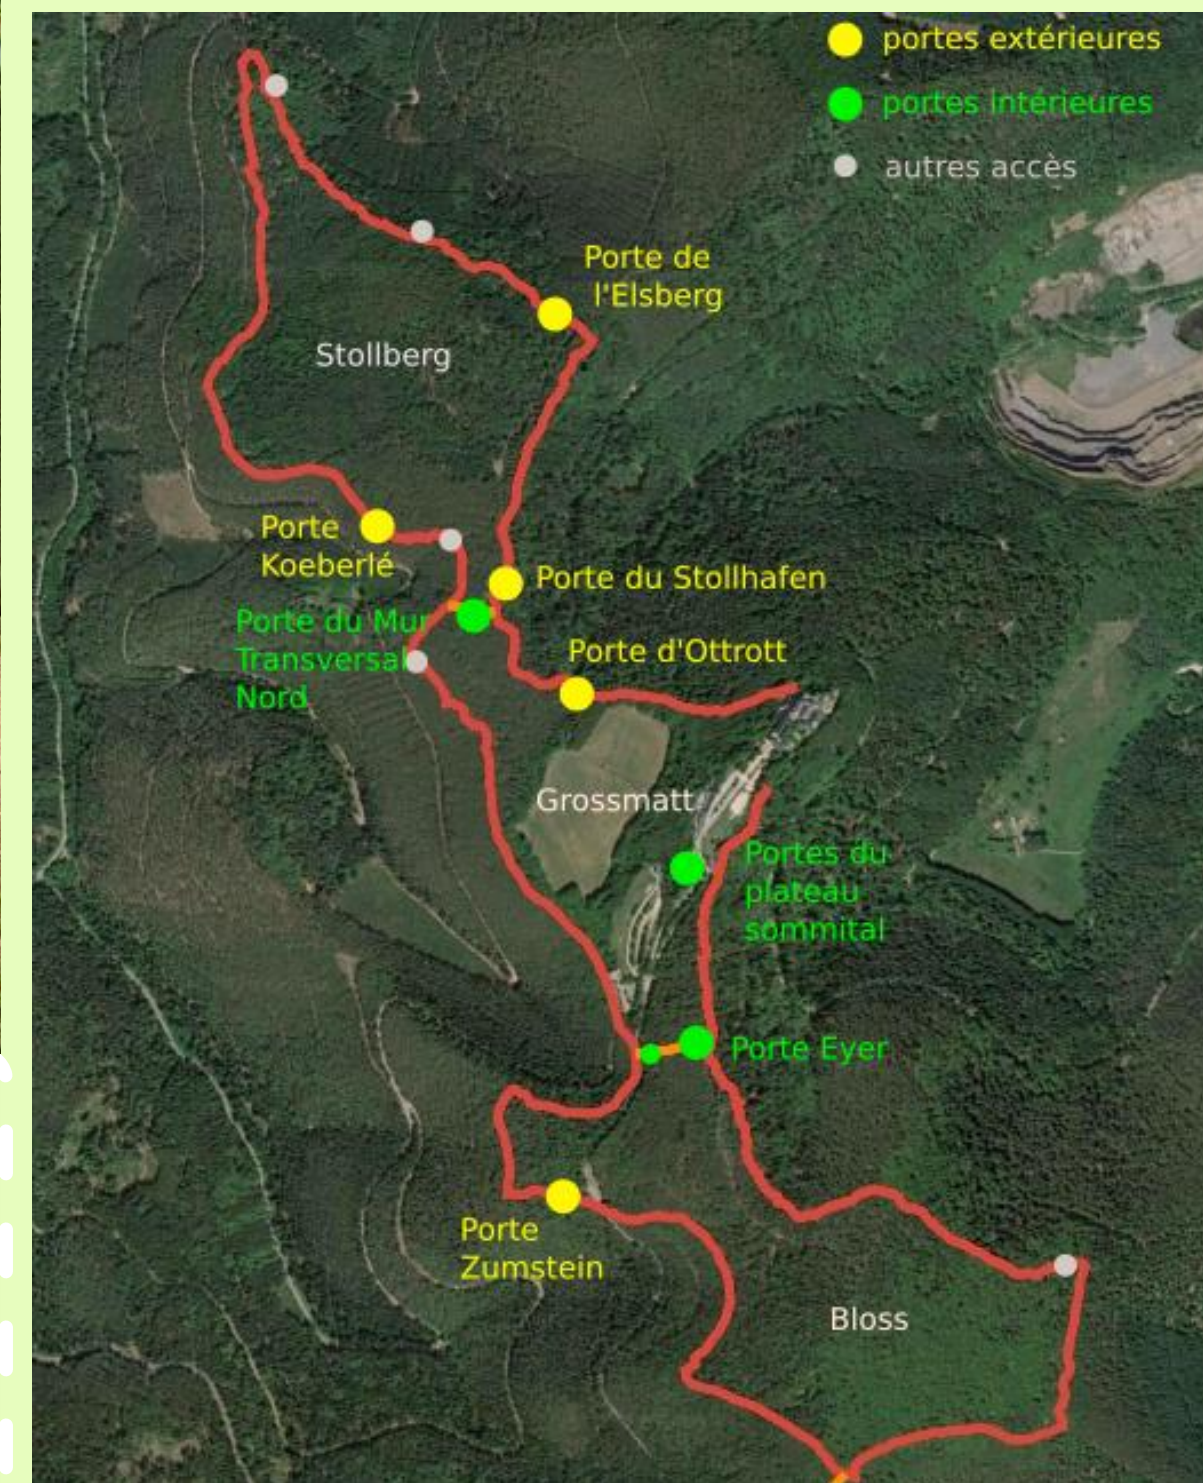 portes extérieures
portes intérieures
autres accès
Porte de
l'Elsberg
Stollberg
Porte
Koeberlé
Porte du Stollhafen
Porte du Mur
Transversal
Nord
Porte d'Ottrott
Grossmatt
Portes du
plateau
sommital
Porte Eyer
Porte
Zumstein
Bloss